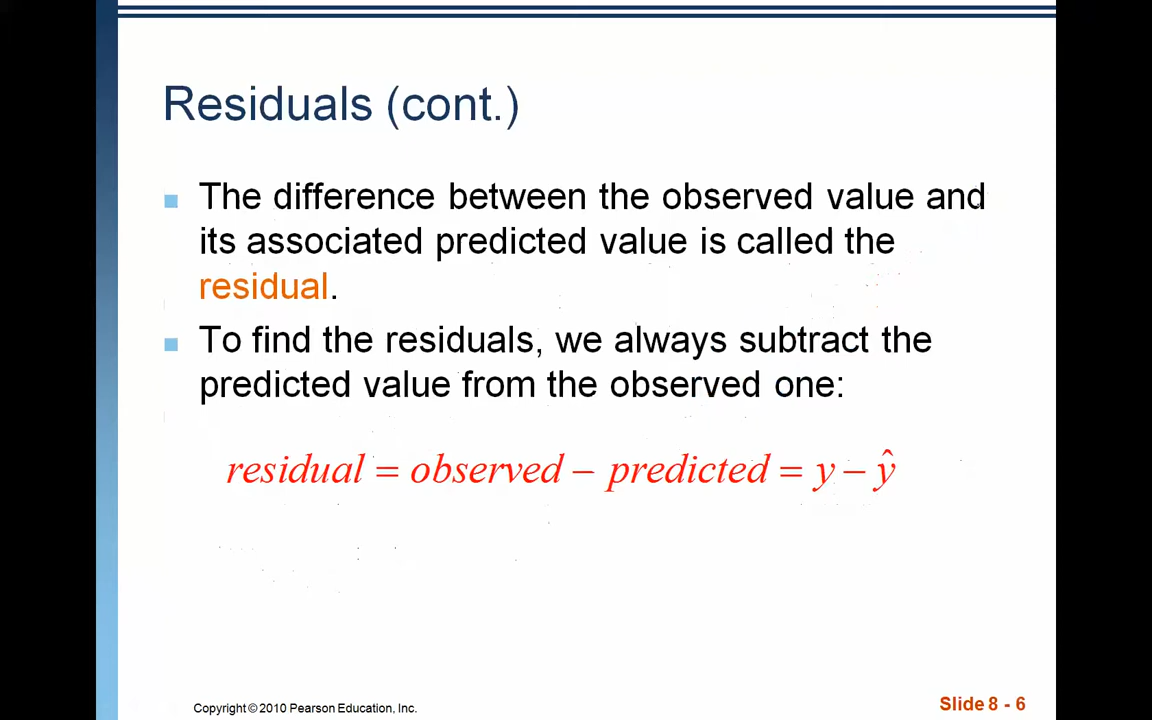 Residuals (cont.)
The difference between the observed value and
its associated predicted value is called the
residual.
To find the residuals, we always subtract the
predicted value from the observed one:
residual = observed − predicted = y − ŷ
Copyright © 2010 Pearson Education, Inc.
Slide 8 - 6